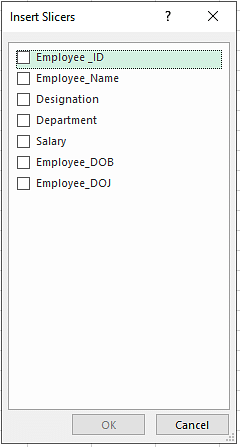 Insert Slicers ?
Employee _ID
Employee_Name
Designation
Department
Salary
Employee_DOB
Employee_DOJ
OK Cancel